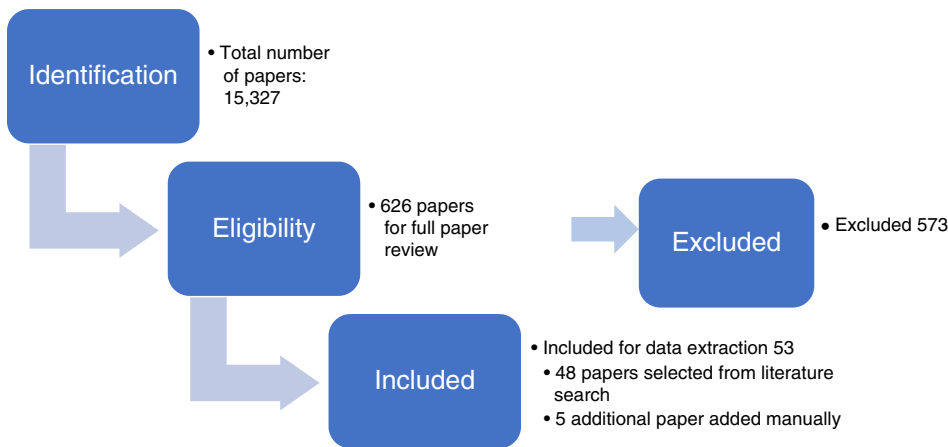 Identification
• Total number
of papers:
15,327
Eligibility
• 626 papers
for full paper
review
Excluded
• Excluded 573
Included
• Included for data extraction 53
• 48 papers selected from literature
search
• 5 additional paper added manually